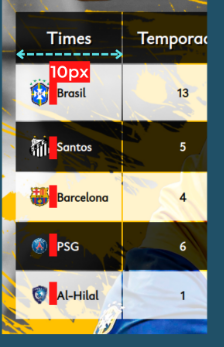 Times Temporad
10px
Brasil 13
Santos 5
Barcelona 4
PSG 6
Al-Hilal 1